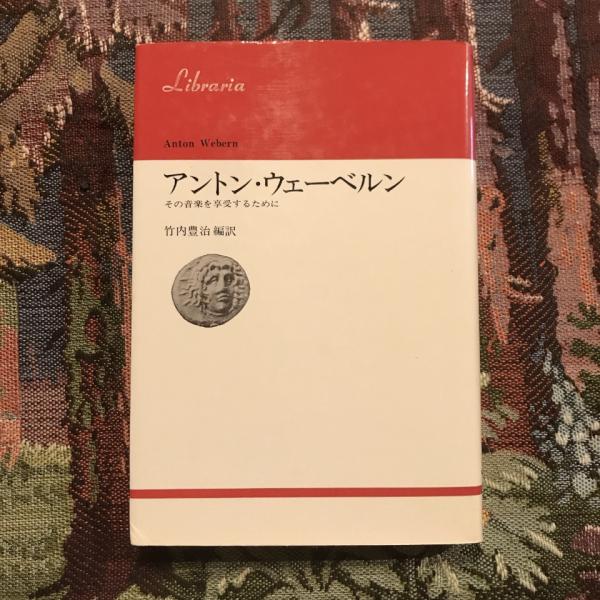 Libraria
Anton Webern
アントン・ウェーベルン
その音楽を享受するために
竹内豊治 編訳